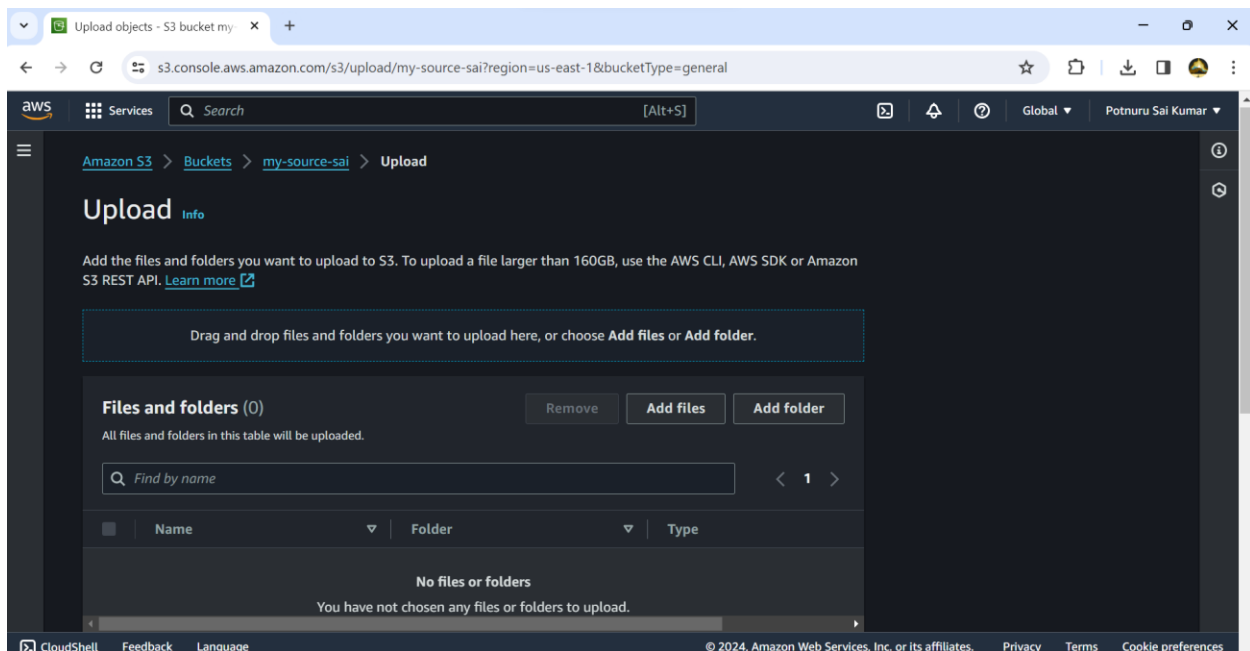 Upload objects - S3 bucket my
s3.console.aws.amazon.com/s3/upload/my-source-sai?region=us-east-1&bucketType=general
aws Services Search [Alt+S] Global Potnuru Sai Kumar
Amazon S3 > Buckets > my-source-sai > Upload
Upload Info
Add the files and folders you want to upload to S3. To upload a file larger than 160GB, use the AWS CLI, AWS SDK or Amazon
S3 REST API. Learn more
Drag and drop files and folders you want to upload here, or choose Add files or Add folder.
Files and folders (0) Remove Add files Add folder
All files and folders in this table will be uploaded.
Find by name < 1 >
Name Folder Type
No files or folders
You have not chosen any files or folders to upload.
CloudShell Feedback Language © 2024, Amazon Web Services, Inc. or its affiliates. Privacy Terms Cookie preferences